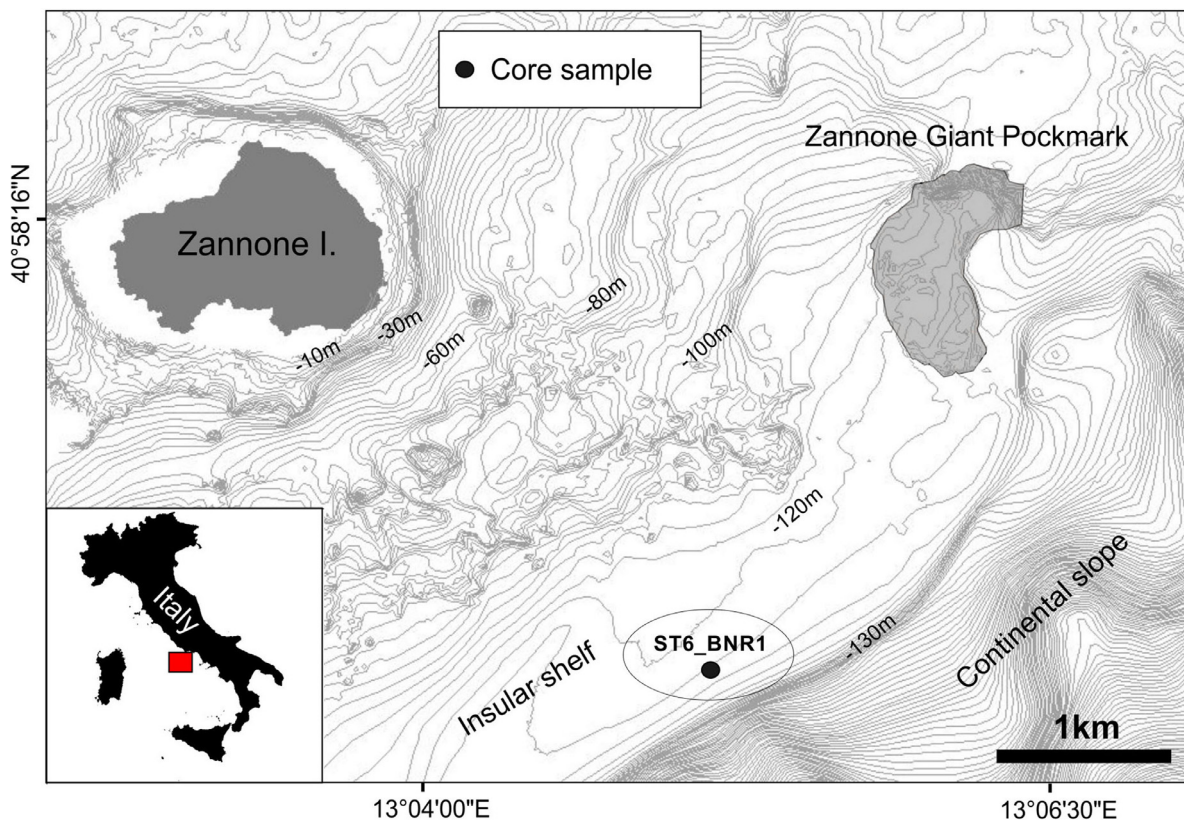 Core sample
Zannone Giant Pockmark
40°58'16"N
Zannone I.
-10m
-30m
-60m
-80m
-100m
-120m
-130m
Italy
ST6_BNR1
Insular shelf
Continental slope
1km
13°04'00"E
13°06'30"E